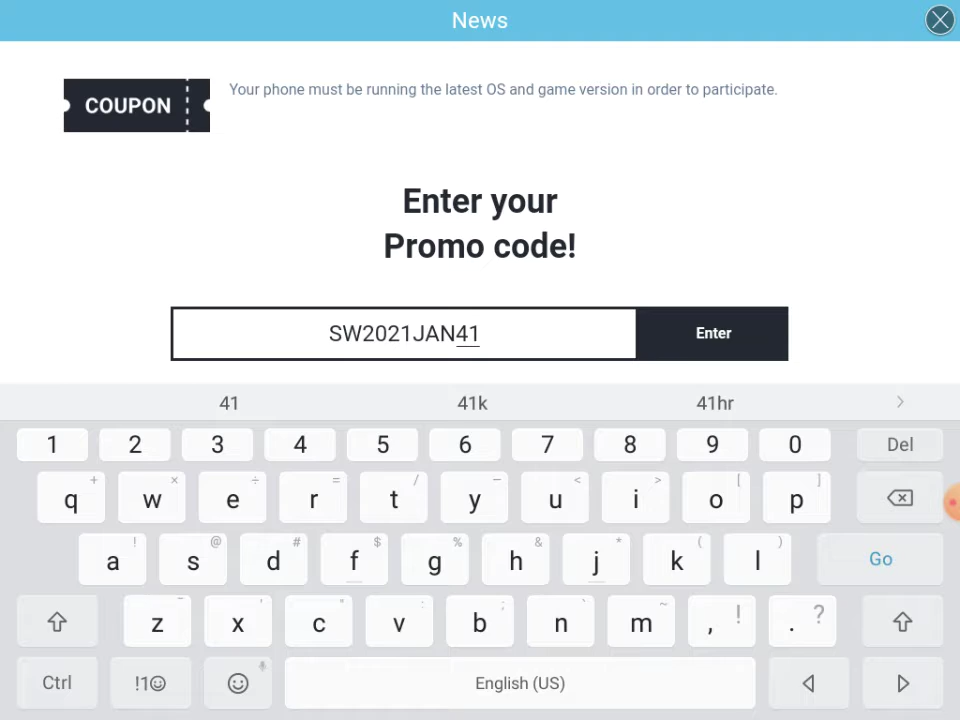 News
COUPON
Your phone must be running the latest OS and game version in order to participate.
Enter your
Promo code!
SW2021JAN41
Enter
41 41k 41hr
1 2 3 4 5 6 7 8 9 0 Del
+ × ÷ = / − < > [ ]
q w e r t y u i o p
! @ # $ % & * ( )
a s d f g h j k l Go
- ' " : ; ` ~ ! ?
z x c v b n m , .
Ctrl !1☺ English (US)